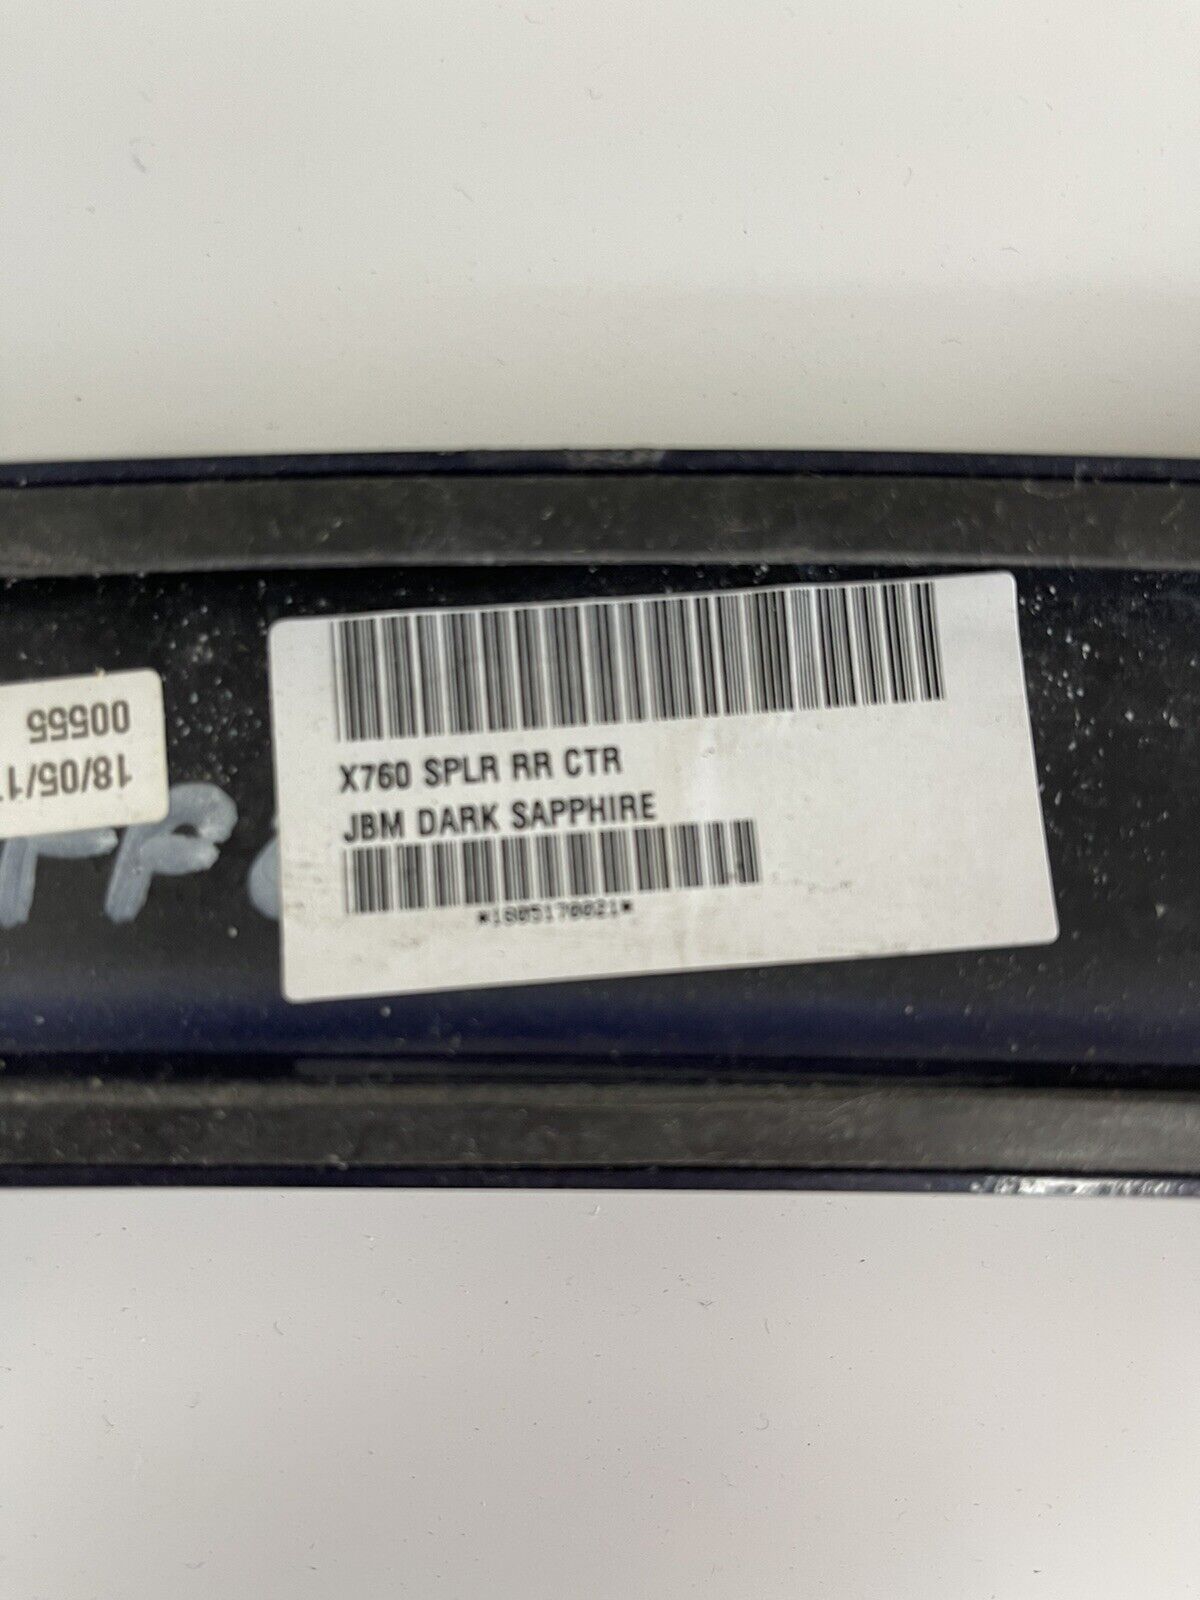 X760 SPLR RR CTR
JBM DARK SAPPHIRE
*1805170021*
00555
18/05/1